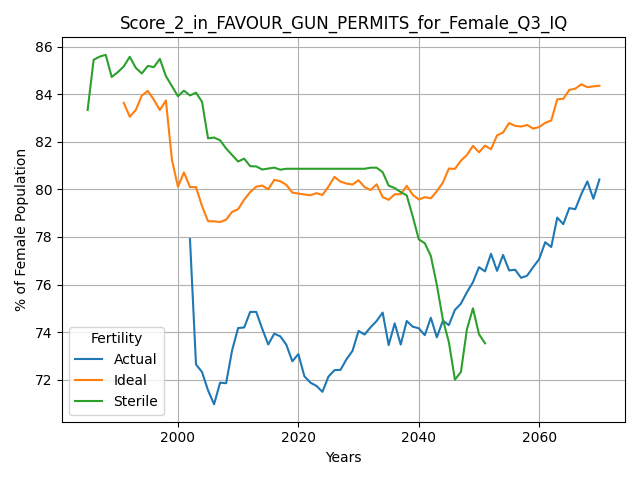 Score_2_in_FAVOUR_GUN_PERMITS_for_Female_Q3_IQ
86
84
82
80
78
76
74
72
% of Female Population
Fertility
Actual
Ideal
Sterile
2000
2020
2040
2060
Years